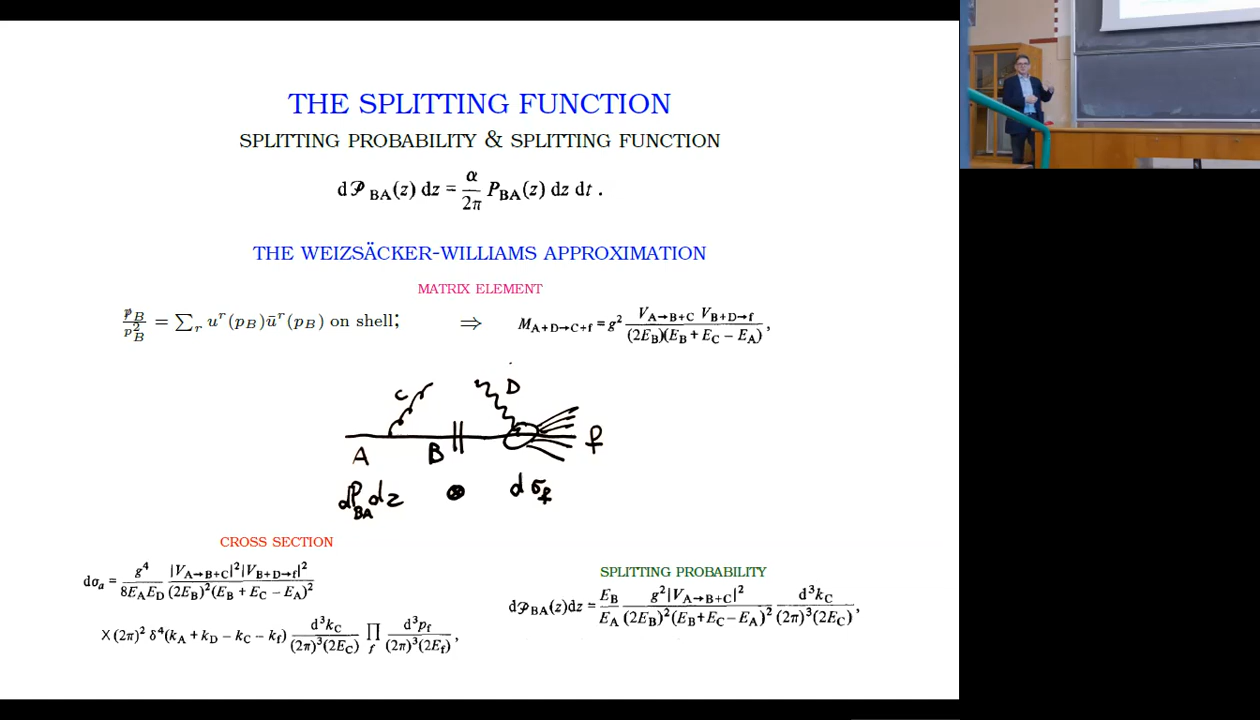 THE SPLITTING FUNCTION
SPLITTING PROBABILITY & SPLITTING FUNCTION
d𝒫_BA(z) dz = α/2π P_BA(z) dz dt .
THE WEIZSÄCKER-WILLIAMS APPROXIMATION
MATRIX ELEMENT
p̸_B/p²_B = ∑_r u^r(p_B)ū^r(p_B) on shell; ⇒ M_A+D→C+f = g² V_A→B+C V_B+D→f / (2E_B)(E_B + E_C − E_A) ,
C D
A B f
dP_BA dz ⊗ dσ_f
CROSS SECTION
dσ_a = g⁴/8E_AE_D |V_A→B+C|²|V_B+D→f|² / (2E_B)²(E_B + E_C − E_A)²
×(2π)² δ⁴(k_A + k_D − k_C − k_f) d³k_C/(2π)³(2E_C) ∏_f d³p_f/(2π)³(2E_f) ,
SPLITTING PROBABILITY
d𝒫_BA(z)dz = E_B/E_A g²|V_A→B+C|² / (2E_B)²(E_B+E_C−E_A)² d³k_C/(2π)³(2E_C) ,